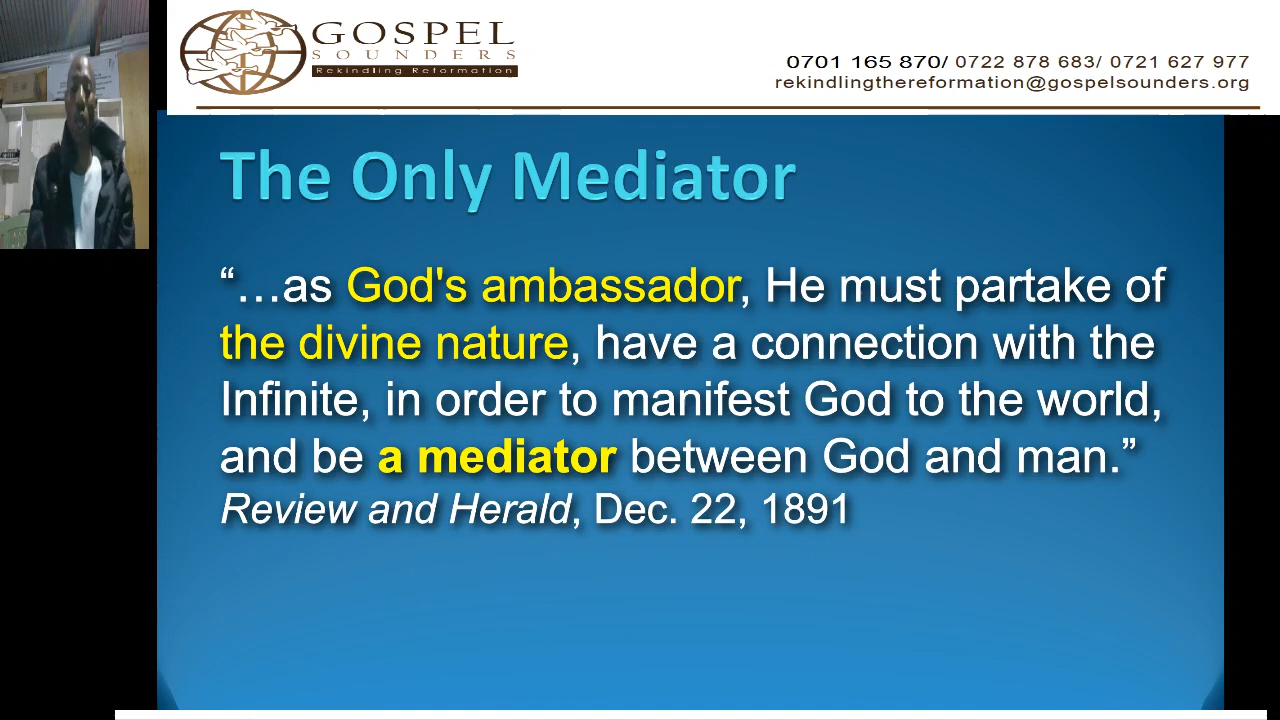 GOSPEL
SOUNDERS
Rekindling Reformation
0701 165 870/ 0722 878 683/ 0721 627 977
rekindlingthereformation@gospelsounders.org
The Only Mediator
“…as God's ambassador, He must partake of
the divine nature, have a connection with the
Infinite, in order to manifest God to the world,
and be a mediator between God and man.”
Review and Herald, Dec. 22, 1891